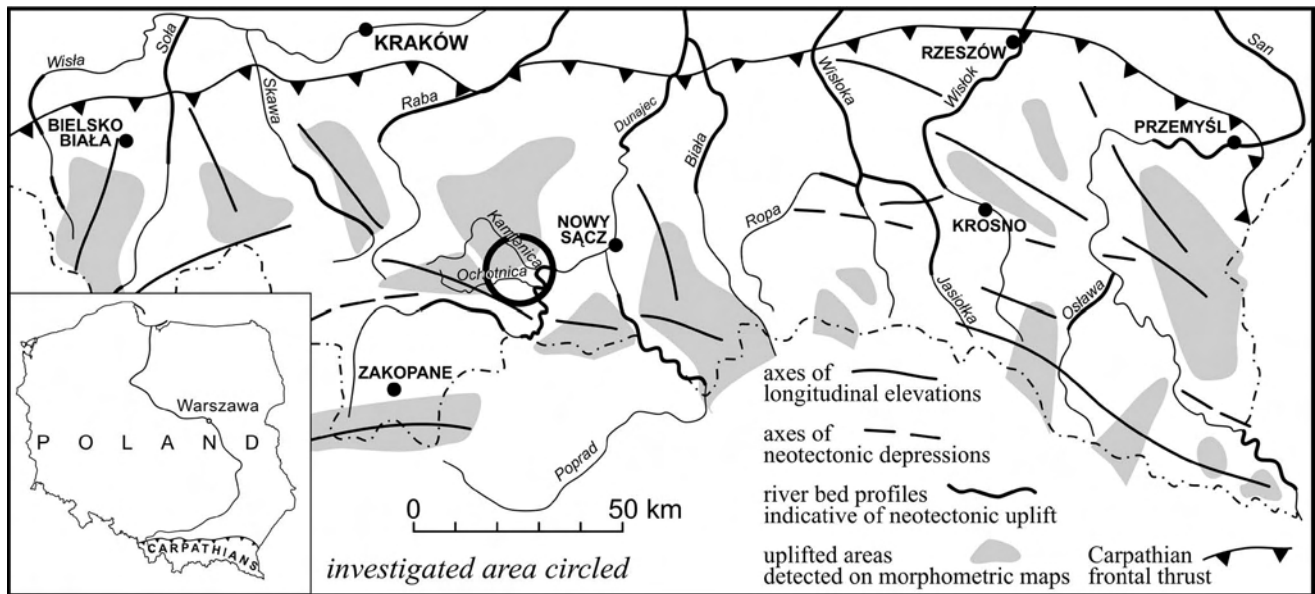 KRAKÓW
RZESZÓW
San
Wisła
Soła
Skawa
Raba
Dunajec
Biała
Wisłoka
Wisłok
BIELSKO
BIAŁA
PRZEMYŚL
Kamienica
NOWY
SĄCZ
Ropa
KROSNO
Ochotnica
Jasiołka
Osława
ZAKOPANE
Poprad
Warszawa
POLAND
CARPATHIANS
0 50 km
investigated area circled
axes of
longitudinal elevations
axes of
neotectonic depressions
river bed profiles
indicative of neotectonic uplift
uplifted areas
detected on morphometric maps
Carpathian
frontal thrust